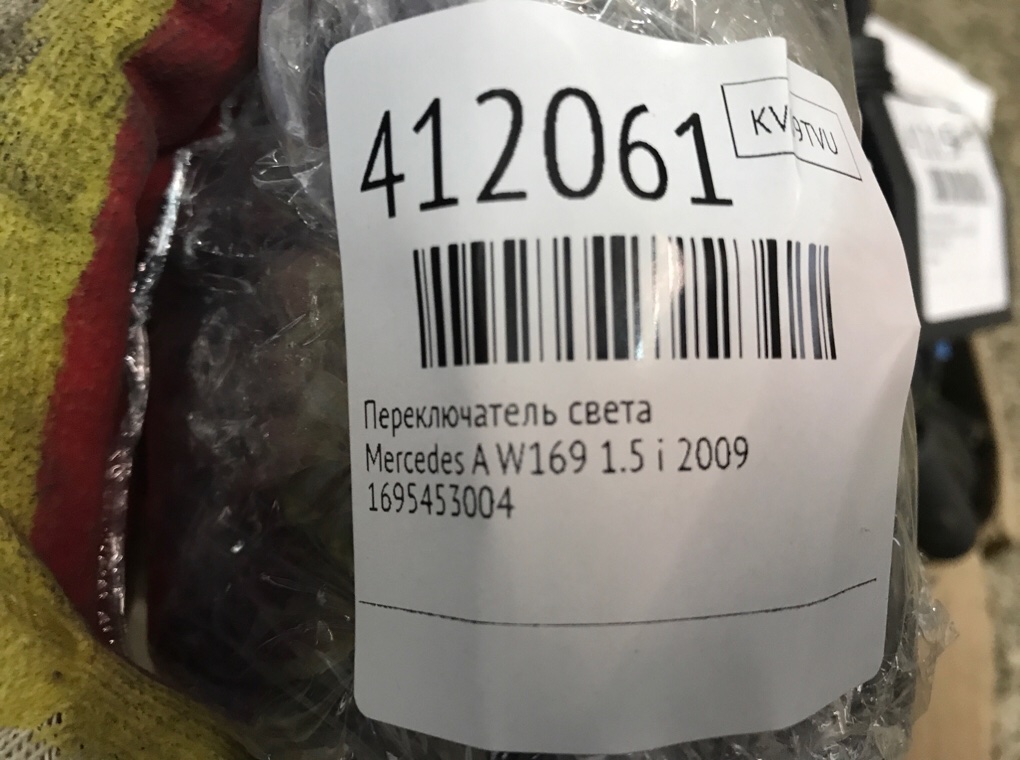 412061
Переключатель света
Mercedes A W169 1.5 i 2009
1695453004